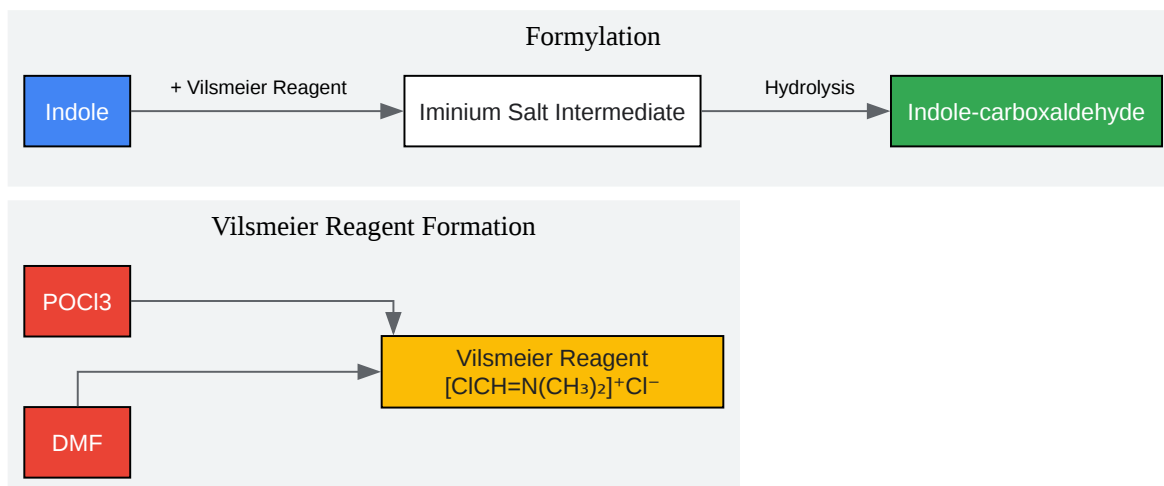 Formylation
Indole
+ Vilsmeier Reagent
Iminium Salt Intermediate
Hydrolysis
Indole-carboxaldehyde
Vilsmeier Reagent Formation
POCl3
Vilsmeier Reagent
[ClCH=N(CH₃)₂]⁺Cl⁻
DMF